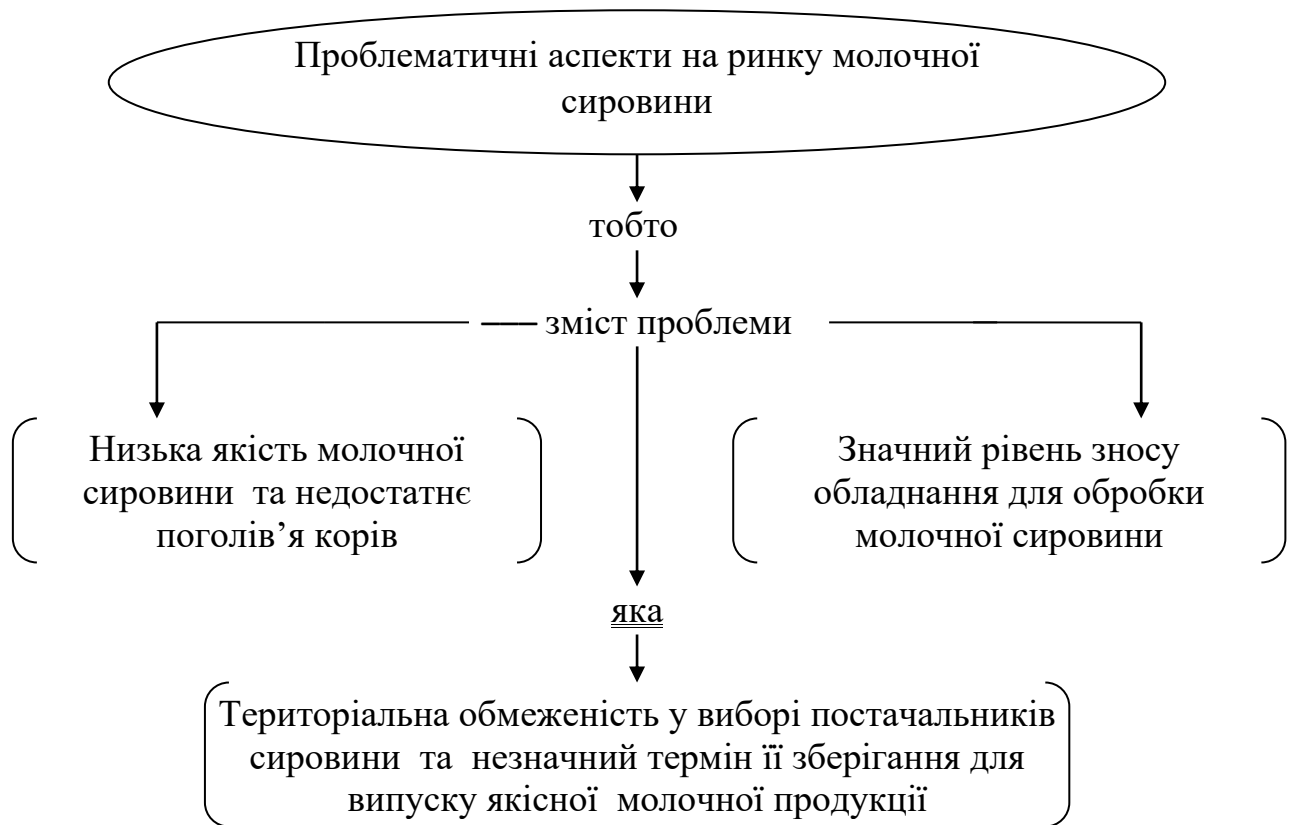 Проблематичні аспекти на ринку молочної
сировини
тобто
зміст проблеми
Низька якість молочної
сировини та недостатнє
поголів’я корів
Значний рівень зносу
обладнання для обробки
молочної сировини
яка
Територіальна обмеженість у виборі постачальників
сировини та незначний термін її зберігання для
випуску якісної молочної продукції